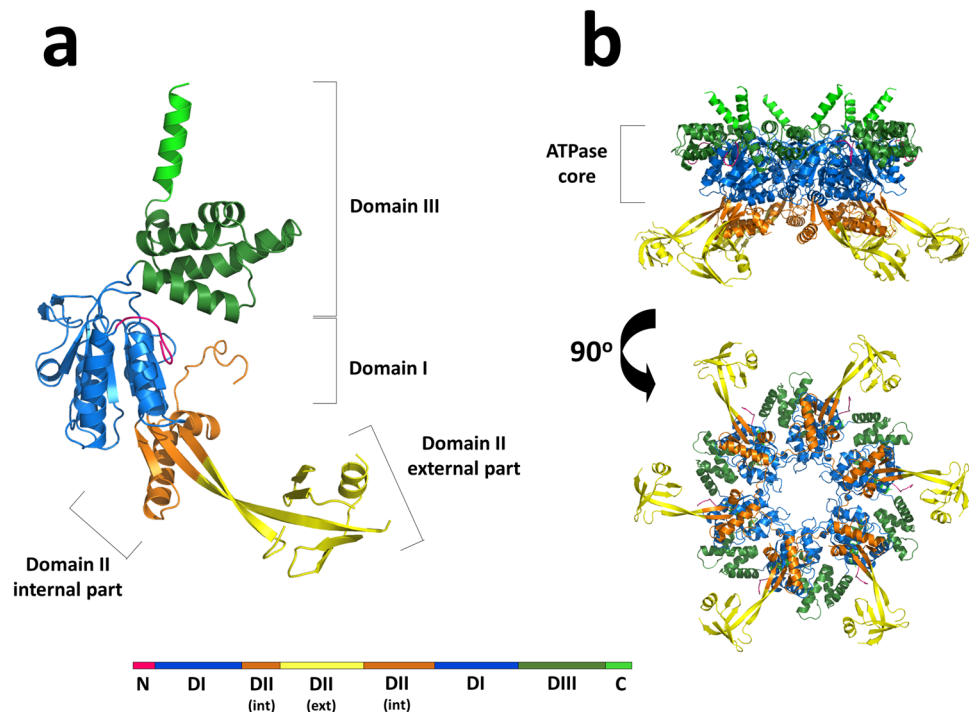 a
b
Domain III
Domain I
Domain II
external part
Domain II
internal part
ATPase
core
90º
N DI DII DII DII DI DIII C
(int) (ext) (int)